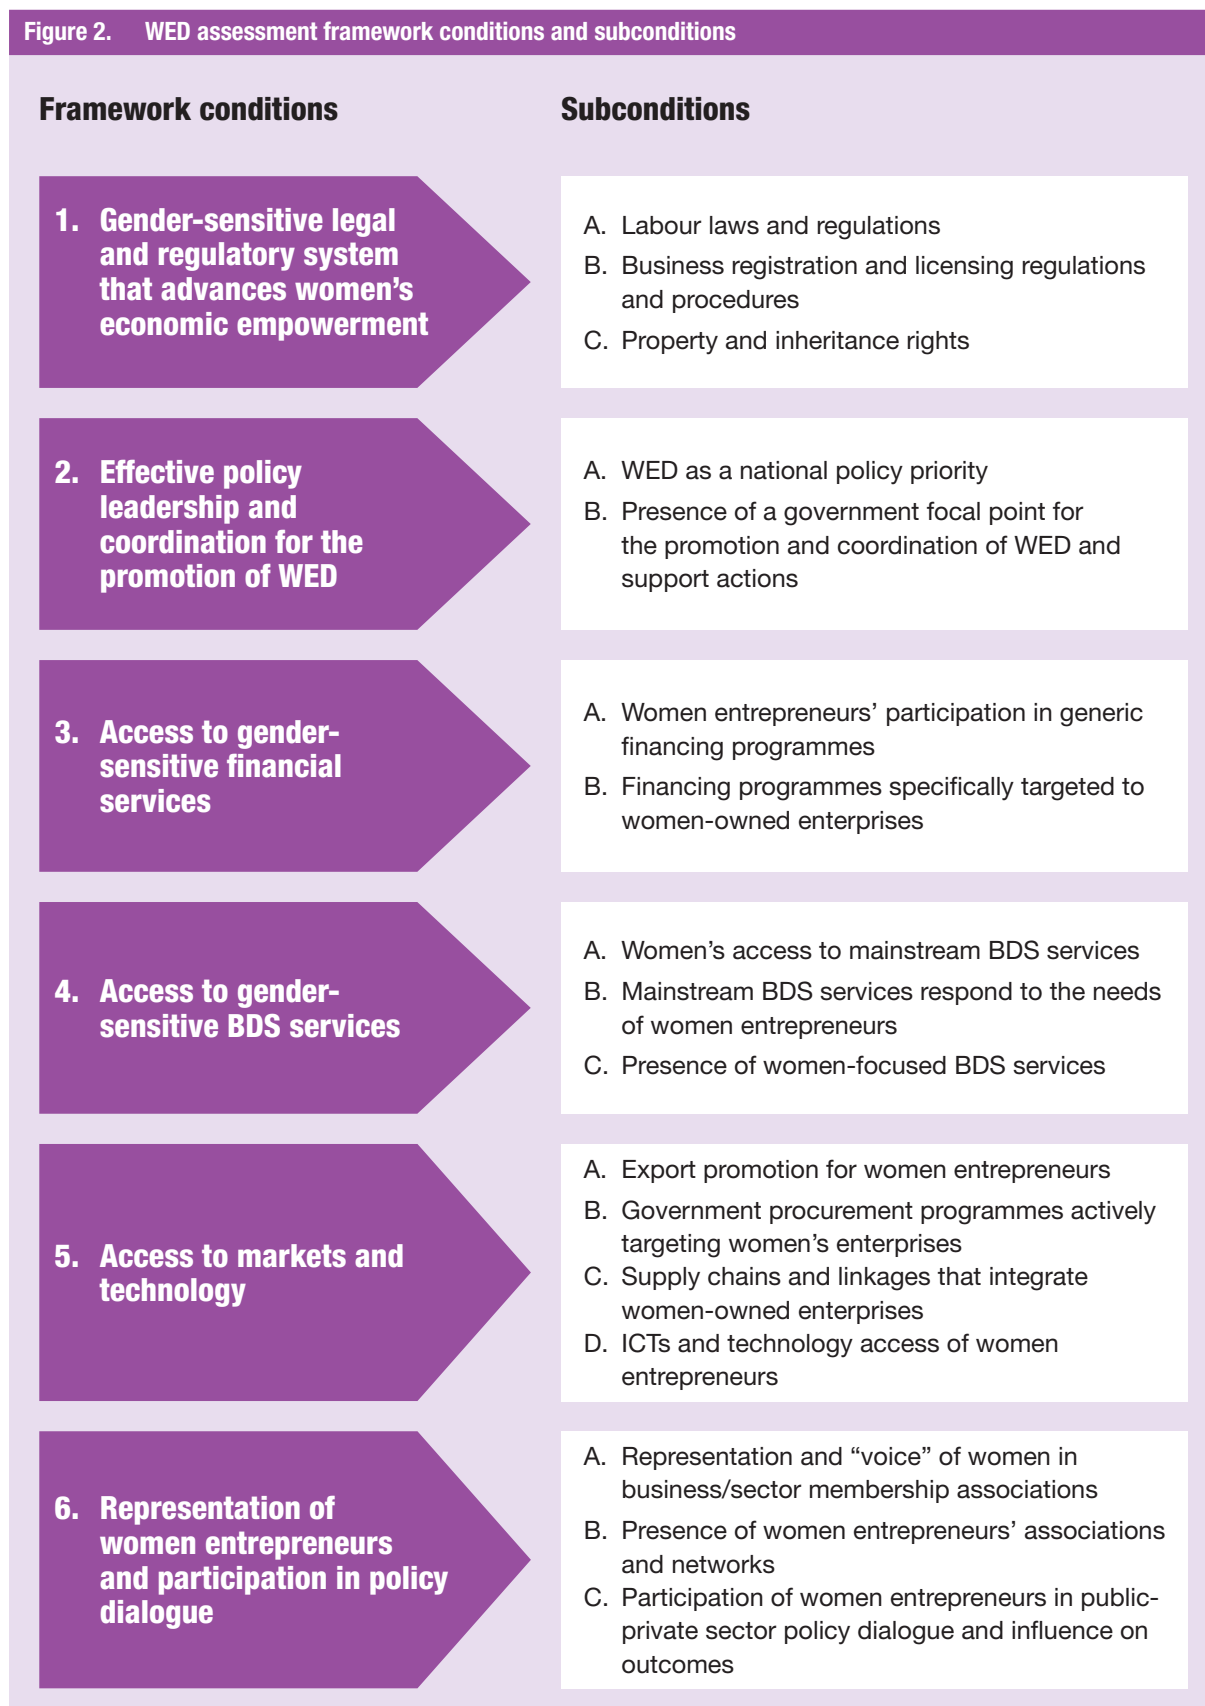 Figure 2. WED assessment framework conditions and subconditions
Framework conditions
Subconditions
1. Gender-sensitive legal
and regulatory system
that advances women’s
economic empowerment
A. Labour laws and regulations
B. Business registration and licensing regulations
and procedures
C. Property and inheritance rights
2. Effective policy
leadership and
coordination for the
promotion of WED
A. WED as a national policy priority
B. Presence of a government focal point for
the promotion and coordination of WED and
support actions
3. Access to gender-
sensitive financial
services
A. Women entrepreneurs’ participation in generic
financing programmes
B. Financing programmes specifically targeted to
women-owned enterprises
4. Access to gender-
sensitive BDS services
A. Women’s access to mainstream BDS services
B. Mainstream BDS services respond to the needs
of women entrepreneurs
C. Presence of women-focused BDS services
5. Access to markets and
technology
A. Export promotion for women entrepreneurs
B. Government procurement programmes actively
targeting women’s enterprises
C. Supply chains and linkages that integrate
women-owned enterprises
D. ICTs and technology access of women
entrepreneurs
6. Representation of
women entrepreneurs
and participation in policy
dialogue
A. Representation and “voice” of women in
business/sector membership associations
B. Presence of women entrepreneurs’ associations
and networks
C. Participation of women entrepreneurs in public-
private sector policy dialogue and influence on
outcomes